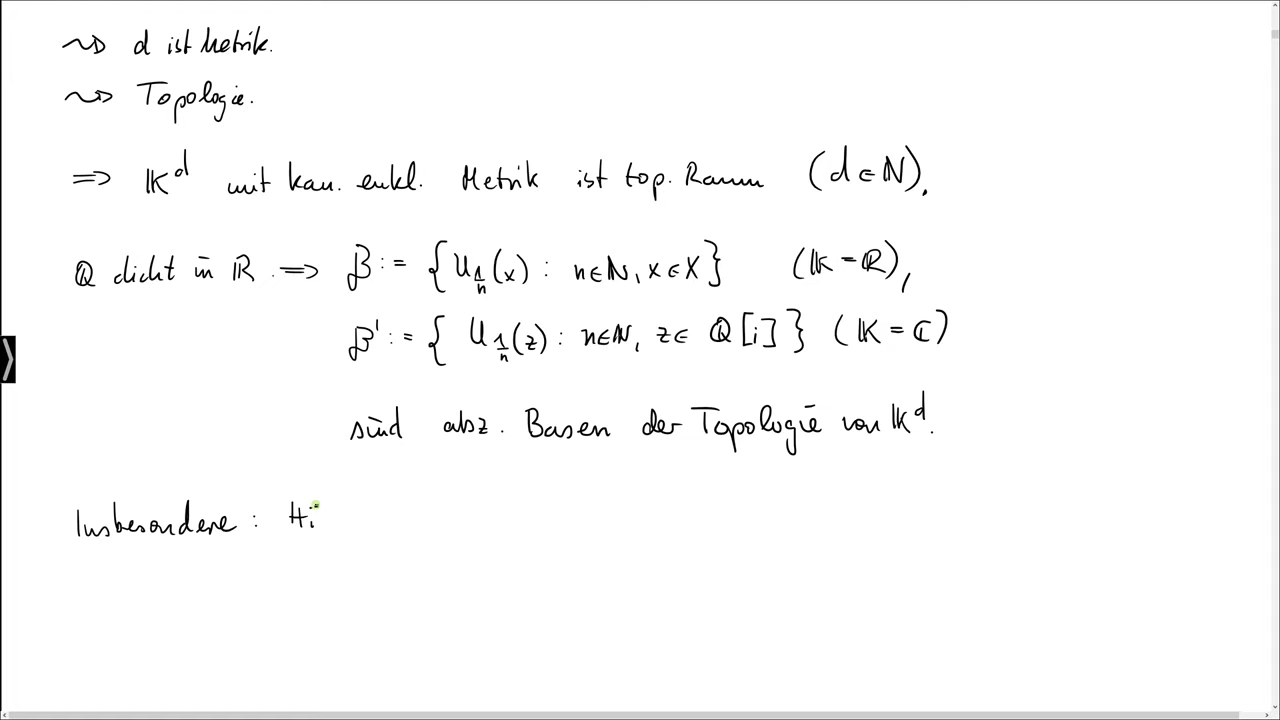 ⇝ d ist Metrik.
⇝ Topologie.
⇒ 𝕂^d mit kan. eukl. Metrik ist top. Raum (d ∈ ℕ).
ℚ dicht in ℝ. ⇒ β := { U_{1/n}(x) : n∈ℕ, x∈X } (𝕂 = ℝ),
β' := { U_{1/n}(z) : n∈ℕ, z∈ ℚ[i] } (𝕂 = ℂ)
sind abz. Basen der Topologie von 𝕂^d.
Insbesondere : Hi